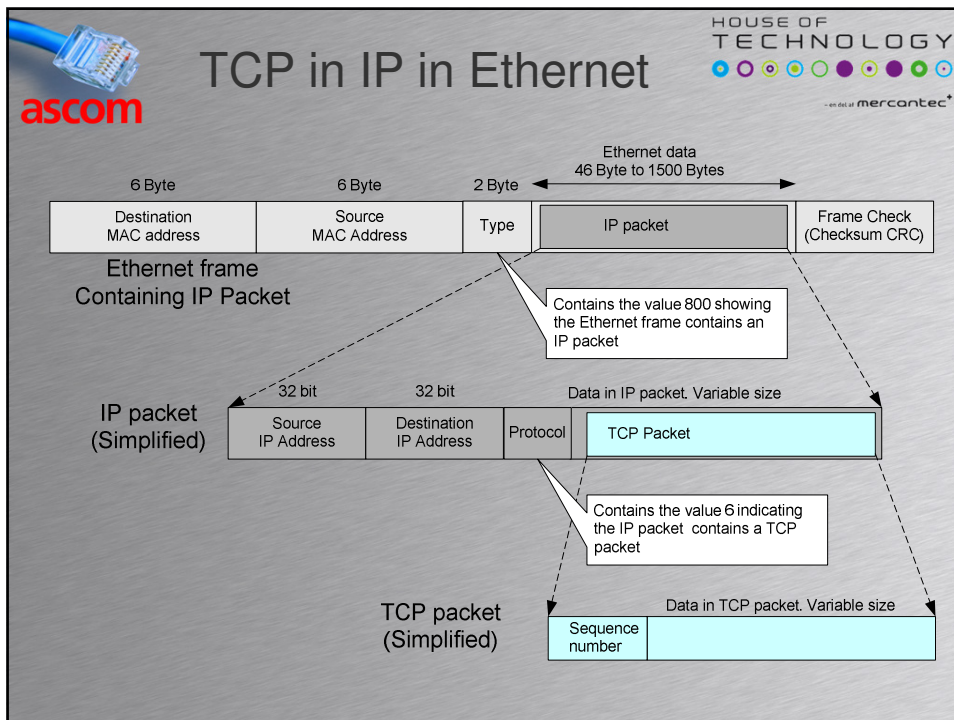 ascom
TCP in IP in Ethernet
HOUSE OF
TECHNOLOGY
- en del af mercantec+
Ethernet data
46 Byte to 1500 Bytes
6 Byte
6 Byte
2 Byte
Destination
MAC address
Source
MAC Address
Type
IP packet
Frame Check
(Checksum CRC)
Ethernet frame
Containing IP Packet
Contains the value 800 showing
the Ethernet frame contains an
IP packet
32 bit
32 bit
Data in IP packet. Variable size
IP packet
(Simplified)
Source
IP Address
Destination
IP Address
Protocol
TCP Packet
Contains the value 6 indicating
the IP packet contains a TCP
packet
TCP packet
(Simplified)
Data in TCP packet. Variable size
Sequence
number